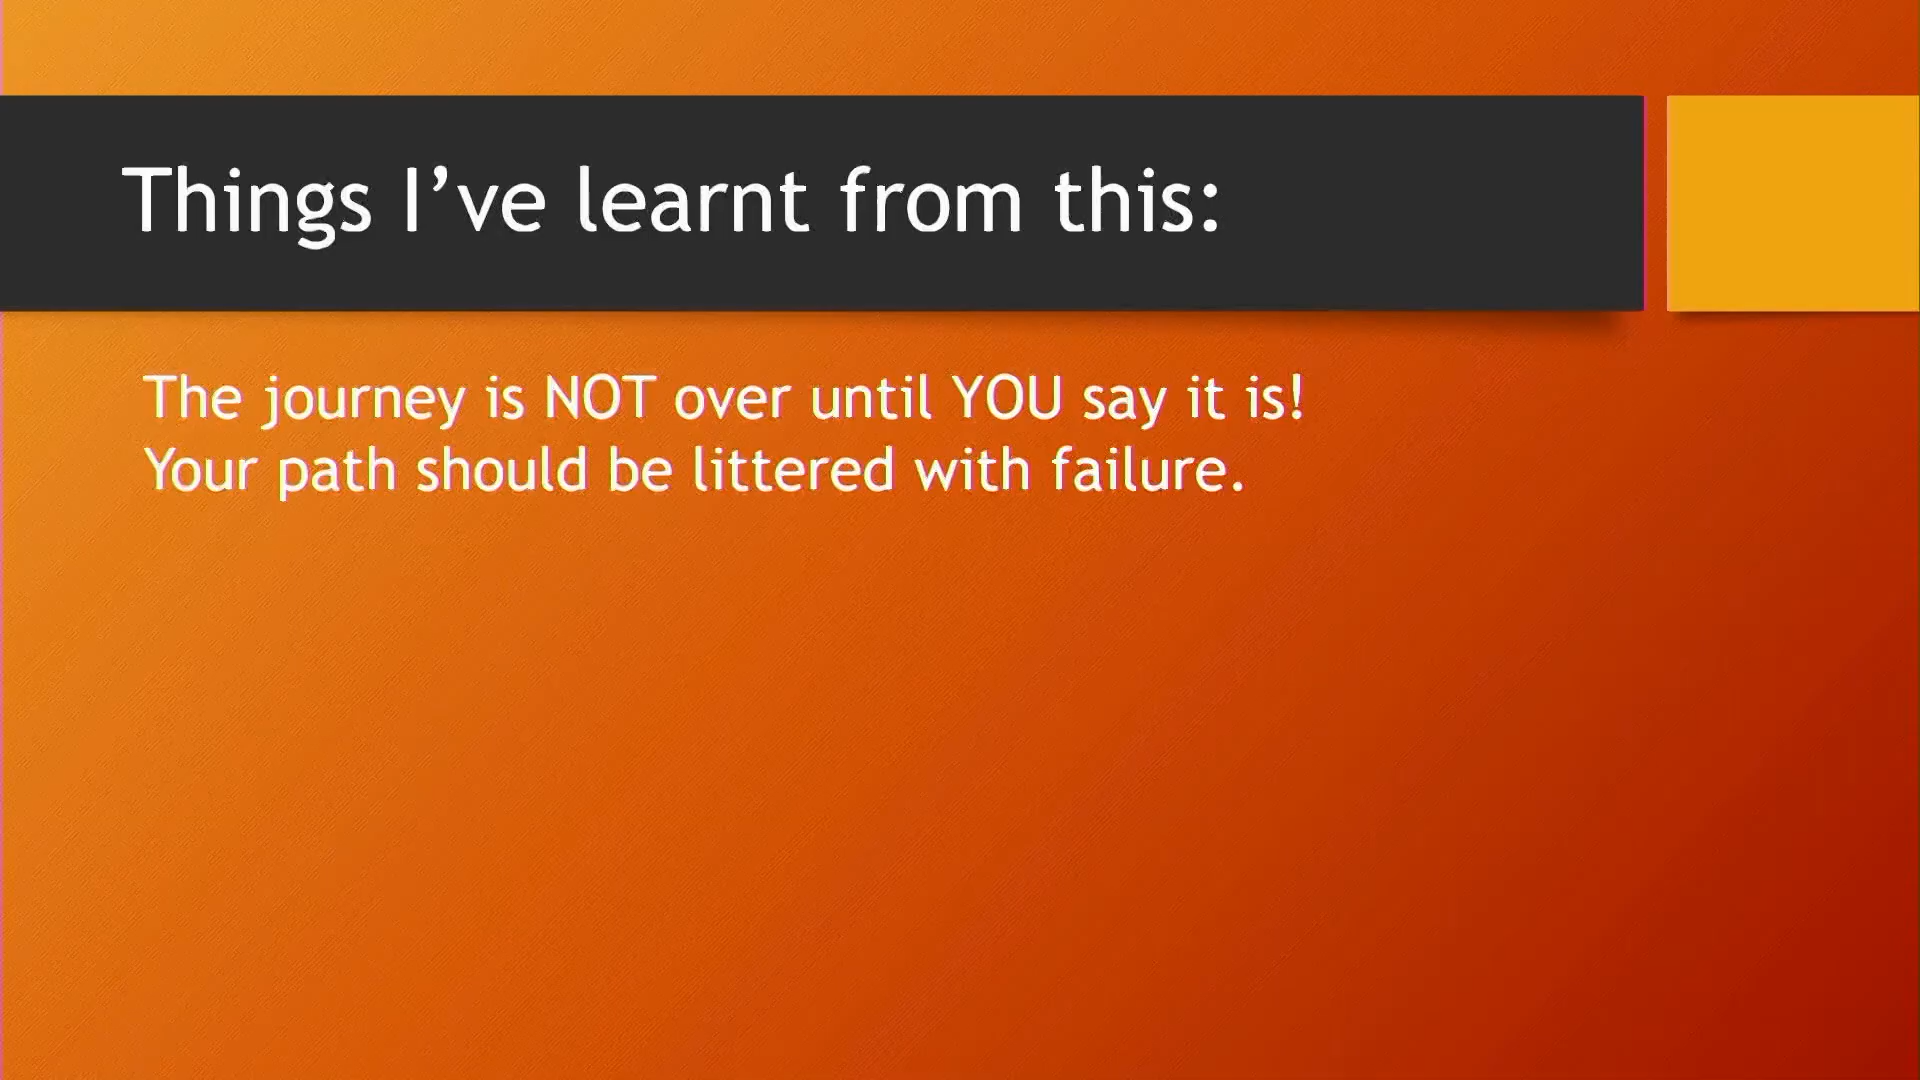 Things I’ve learnt from this:
The journey is NOT over until YOU say it is!
Your path should be littered with failure.